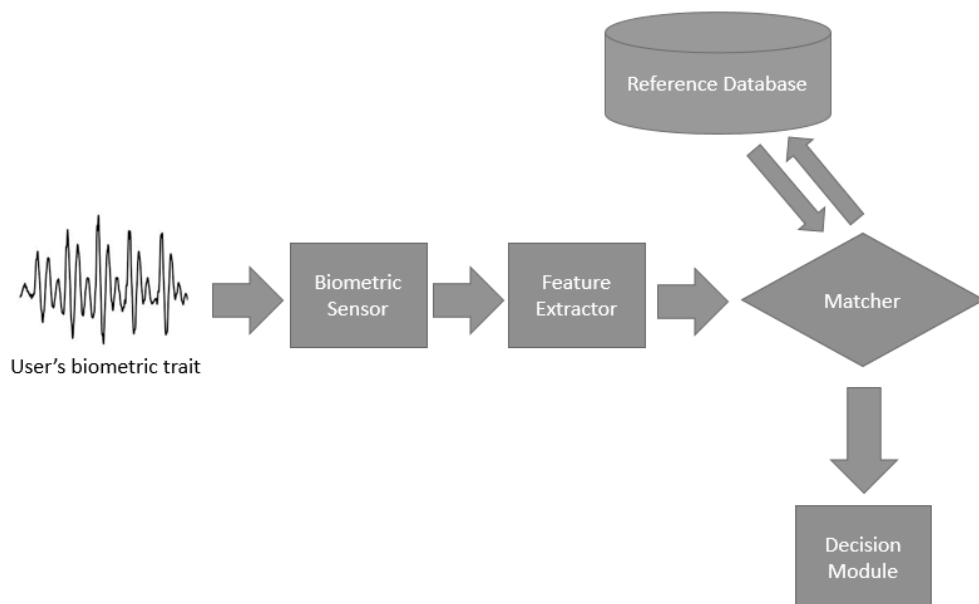 Reference Database
User's biometric trait
Biometric
Sensor
Feature
Extractor
Matcher
Decision
Module